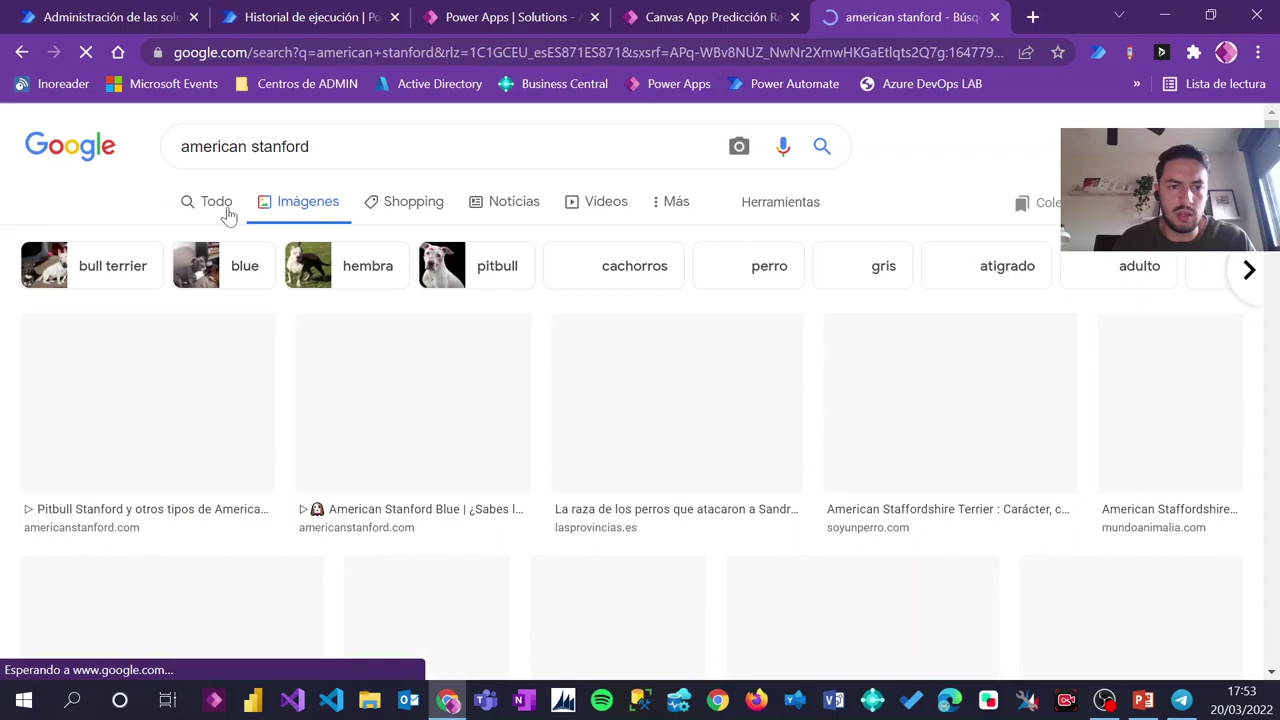 Administración de las solu
Historial de ejecución | Po
Power Apps | Solutions - A
Canvas App Predicción Ra
american stanford - Búsq
google.com/search?q=american+stanford&rlz=1C1GCEU_esES871ES871&sxsrf=APq-WBv8NUZ_NwNr2XmwHKGaEtlqts2Q7g:164779...
Inoreader
Microsoft Events
Centros de ADMIN
Active Directory
Business Central
Power Apps
Power Automate
Azure DevOps LAB
»
Lista de lectura
Google
american stanford
Todo
Imágenes
Shopping
Noticias
Vídeos
Más
Herramientas
Cole
bull terrier
blue
hembra
pitbull
cachorros
perro
gris
atigrado
adulto
▷ Pitbull Stanford y otros tipos de America...
americanstanford.com
▷ American Stanford Blue | ¿Sabes l...
americanstanford.com
La raza de los perros que atacaron a Sandr...
lasprovincias.es
American Staffordshire Terrier : Carácter, c...
soyunperro.com
American Staffordshire...
mundoanimalia.com
Esperando a www.google.com...
17:53
20/03/2022